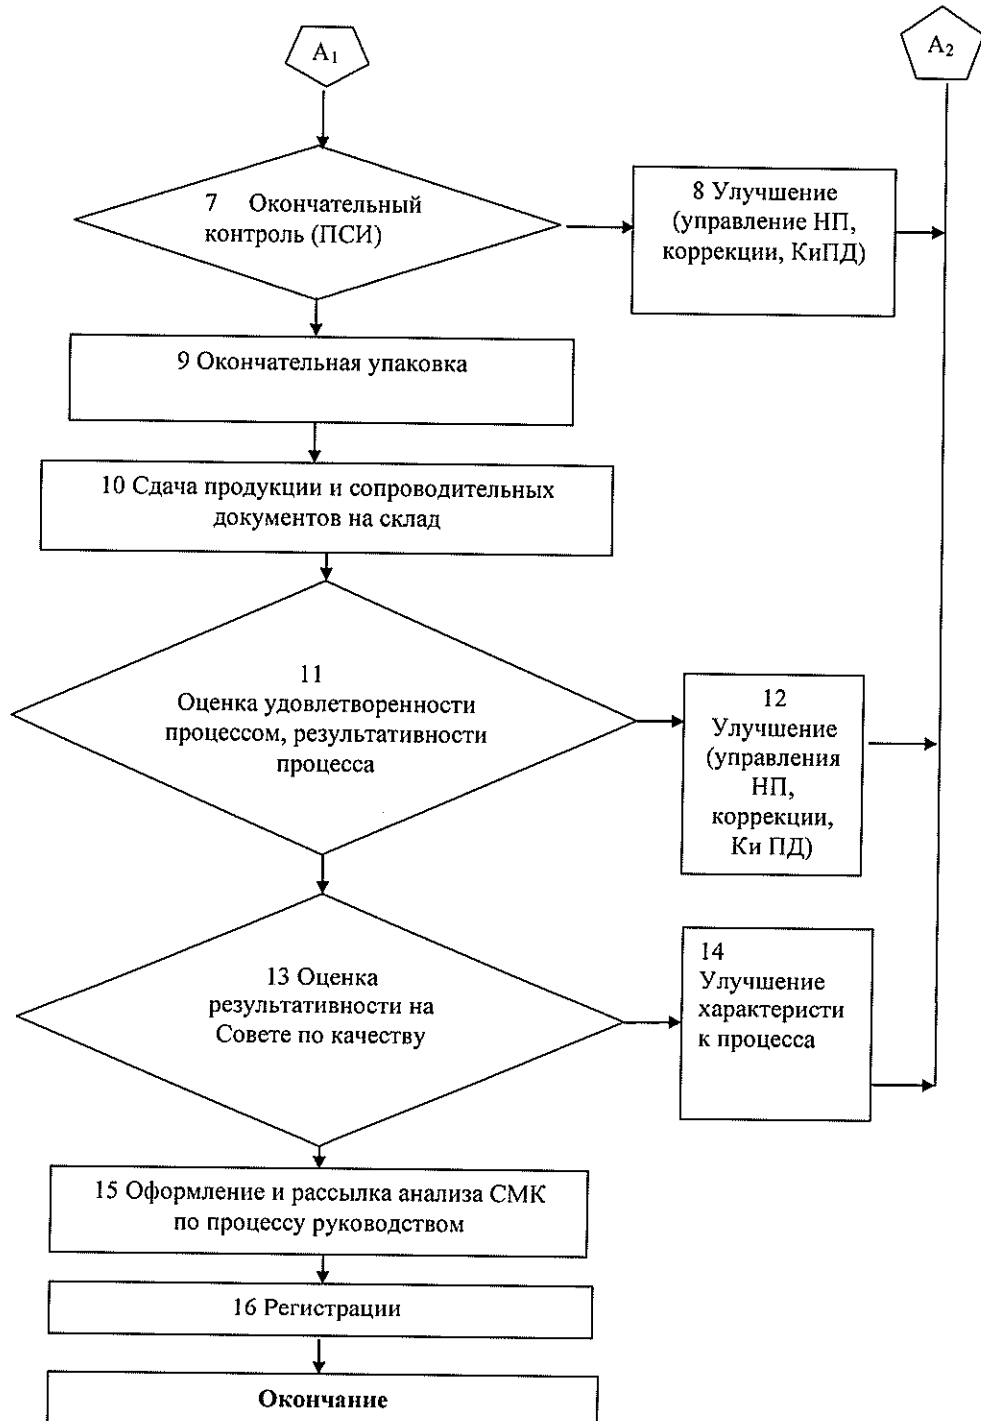 А₁
А₂
7 Окончательный
контроль (ПСИ)
8 Улучшение
(управление НП,
коррекции, КиПД)
9 Окончательная упаковка
10 Сдача продукции и сопроводительных
документов на склад
11
Оценка удовлетворенности
процессом, результативности
процесса
12
Улучшение
(управления
НП,
коррекции,
Ки ПД)
13 Оценка
результативности на
Совете по качеству
14
Улучшение
характеристи
к процесса
15 Оформление и рассылка анализа СМК
по процессу руководством
16 Регистрации
Окончание